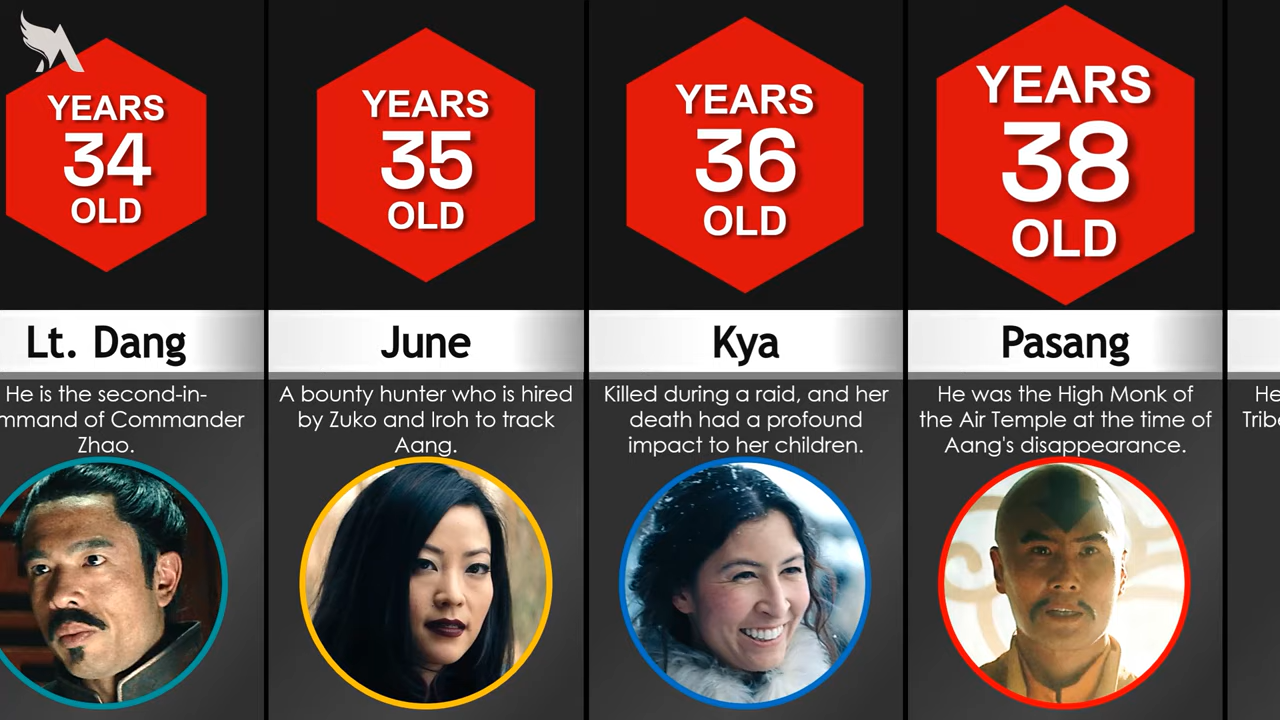 YEARS
34
OLD
Lt. Dang
He is the second-in-
mmand of Commander
Zhao.
YEARS
35
OLD
June
A bounty hunter who is hired
by Zuko and Iroh to track
Aang.
YEARS
36
OLD
Kya
Killed during a raid, and her
death had a profound
impact to her children.
YEARS
38
OLD
Pasang
He was the High Monk of
the Air Temple at the time of
Aang's disappearance.
He
Tribe